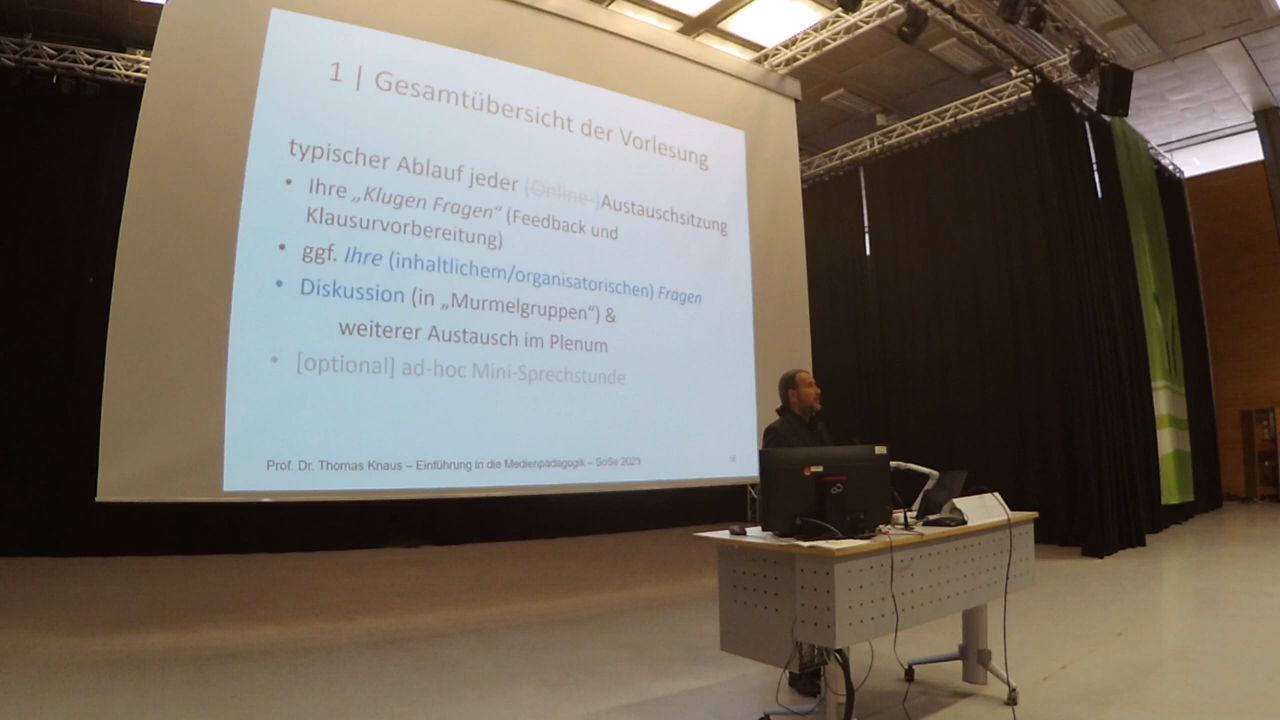 1 | Gesamtübersicht der Vorlesung
typischer Ablauf jeder (Online-)Austauschsitzung
• Ihre „Klugen Fragen“ (Feedback und
Klausurvorbereitung)
• ggf. Ihre (inhaltlichem/organisatorischen) Fragen
• Diskussion (in „Murmelgruppen“) &
weiterer Austausch im Plenum
• [optional] ad-hoc Mini-Sprechstunde
Prof. Dr. Thomas Knaus – Einführung in die Medienpädagogik – SoSe 2023